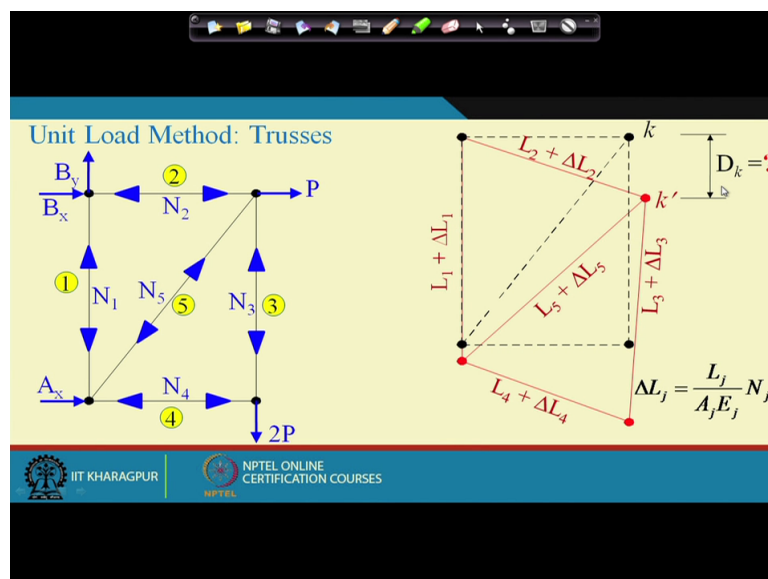 Unit Load Method: Trusses
B_y
B_x
2
N_2
P
1
N_1
N_5
5
N_3
3
A_x
N_4
4
2P
k
L_2 + ΔL_2
D_k =?
k'
L_1 + ΔL_1
L_5 + ΔL_5
L_3 + ΔL_3
L_4 + ΔL_4
ΔL_j = L_j / A_jE_j N_j
IIT KHARAGPUR
NPTEL
NPTEL ONLINE
CERTIFICATION COURSES